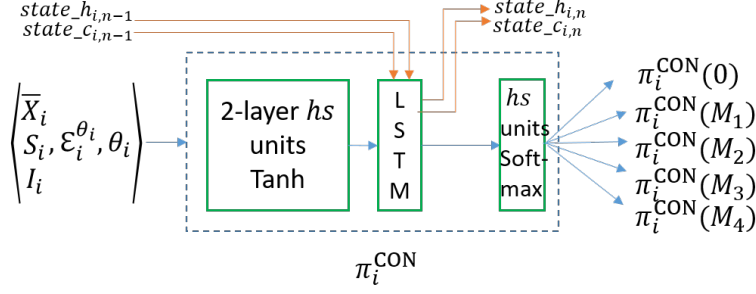 state_h_{i,n−1}
state_c_{i,n−1}
state_h_{i,n}
state_c_{i,n}
X̅_i
S_i, ℇ_i^{θ_i}, θ_i
I_i
2-layer hs
units
Tanh
L
S
T
M
hs
units
Soft-
max
π_i^{CON}(0)
π_i^{CON}(M_1)
π_i^{CON}(M_2)
π_i^{CON}(M_3)
π_i^{CON}(M_4)
π_i^{CON}